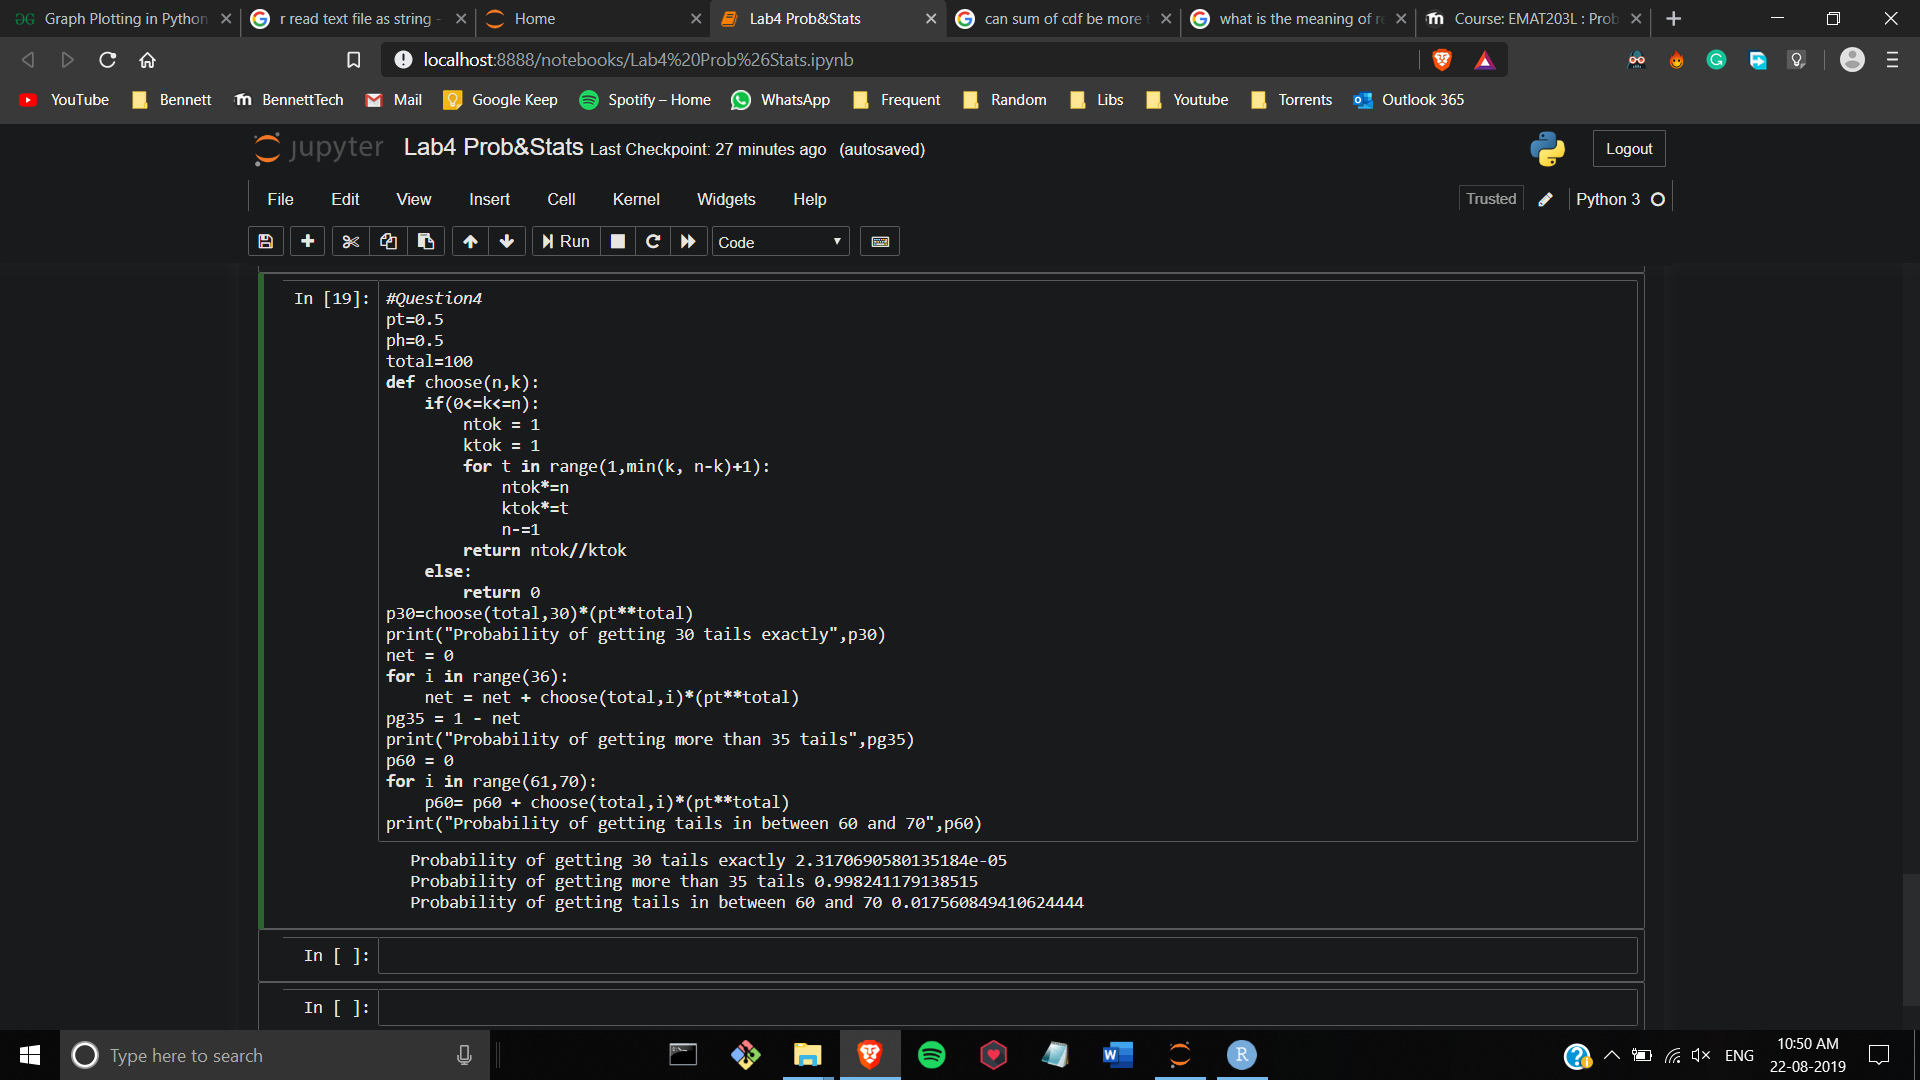 Graph Plotting in Python
r read text file as string -
Home
Lab4 Prob&Stats
can sum of cdf be more
what is the meaning of r
Course: EMAT203L : Prob
localhost:8888/notebooks/Lab4%20Prob%26Stats.ipynb
YouTube Bennett BennettTech Mail Google Keep Spotify – Home WhatsApp Frequent Random Libs Youtube Torrents Outlook 365
jupyter Lab4 Prob&Stats Last Checkpoint: 27 minutes ago (autosaved) Logout
File Edit View Insert Cell Kernel Widgets Help Trusted Python 3
Run Code
In [19]: #Question4
pt=0.5
ph=0.5
total=100
def choose(n,k):
    if(0<=k<=n):
        ntok = 1
        ktok = 1
        for t in range(1,min(k, n-k)+1):
            ntok*=n
            ktok*=t
            n-=1
        return ntok//ktok
    else:
        return 0
p30=choose(total,30)*(pt**total)
print("Probability of getting 30 tails exactly",p30)
net = 0
for i in range(36):
    net = net + choose(total,i)*(pt**total)
pg35 = 1 - net
print("Probability of getting more than 35 tails",pg35)
p60 = 0
for i in range(61,70):
    p60= p60 + choose(total,i)*(pt**total)
print("Probability of getting tails in between 60 and 70",p60)
Probability of getting 30 tails exactly 2.3170690580135184e-05
Probability of getting more than 35 tails 0.998241179138515
Probability of getting tails in between 60 and 70 0.017560849410624444
In [ ]:
In [ ]:
Type here to search
ENG
10:50 AM
22-08-2019